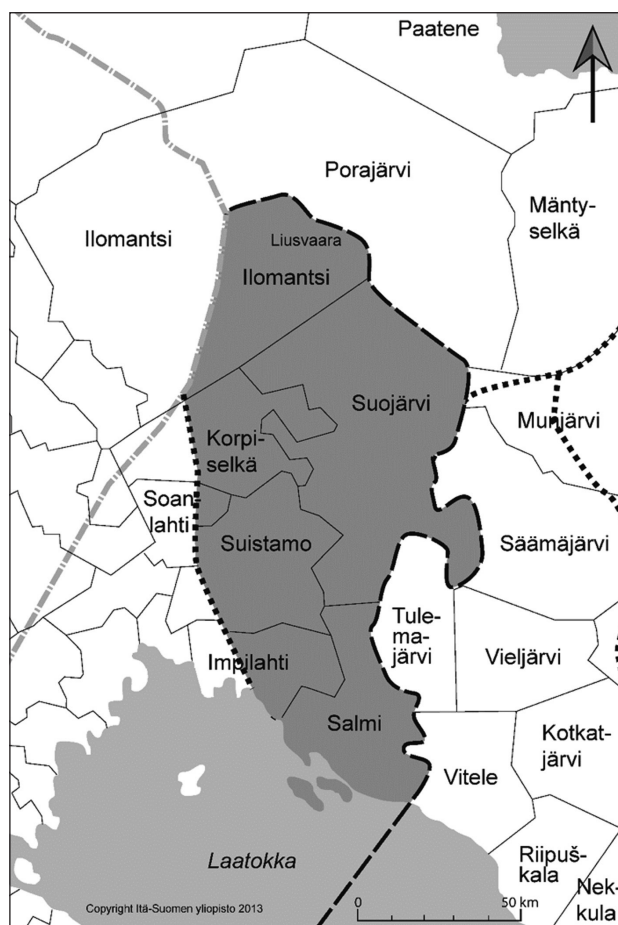 Paatene
Porajärvi
Mänty-
selkä
Ilomantsi
Liusvaara
Ilomantsi
Suojärvi
Munjärvi
Korpi-
selkä
Soan-
lahti
Suistamo
Säämäjärvi
Tule-
ma-
järvi
Vieljärvi
Impilahti
Salmi
Kotkat-
järvi
Vitele
Laatokka
Riipuš-
kala
Nek-
kula
Copyright Itä-Suomen yliopisto 2013
0 50 km